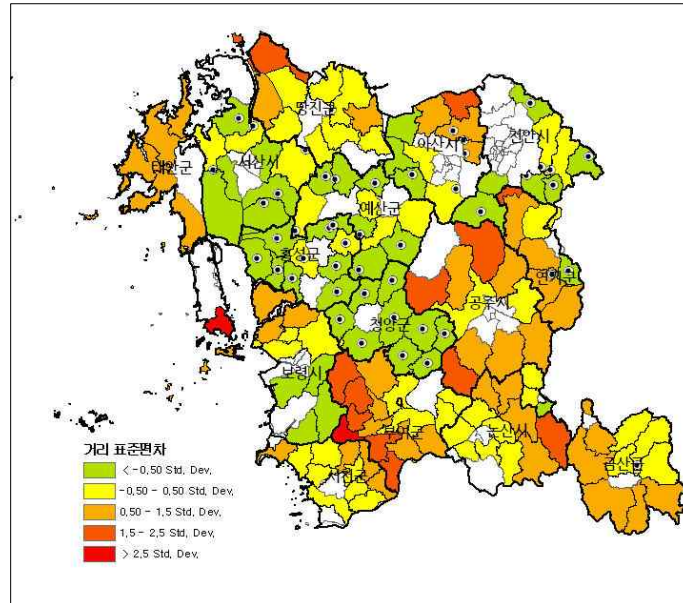 당진군
천안시
아산시
태안군
서산시
예산군
홍성군
연기군
공주시
청양군
보령시
부여군
논산시
금산군
서천군
거리 표준편차
< -0,50 Std, Dev,
-0,50 - 0,50 Std, Dev,
0,50 - 1,5 Std, Dev,
1,5 - 2,5 Std, Dev,
> 2,5 Std, Dev,